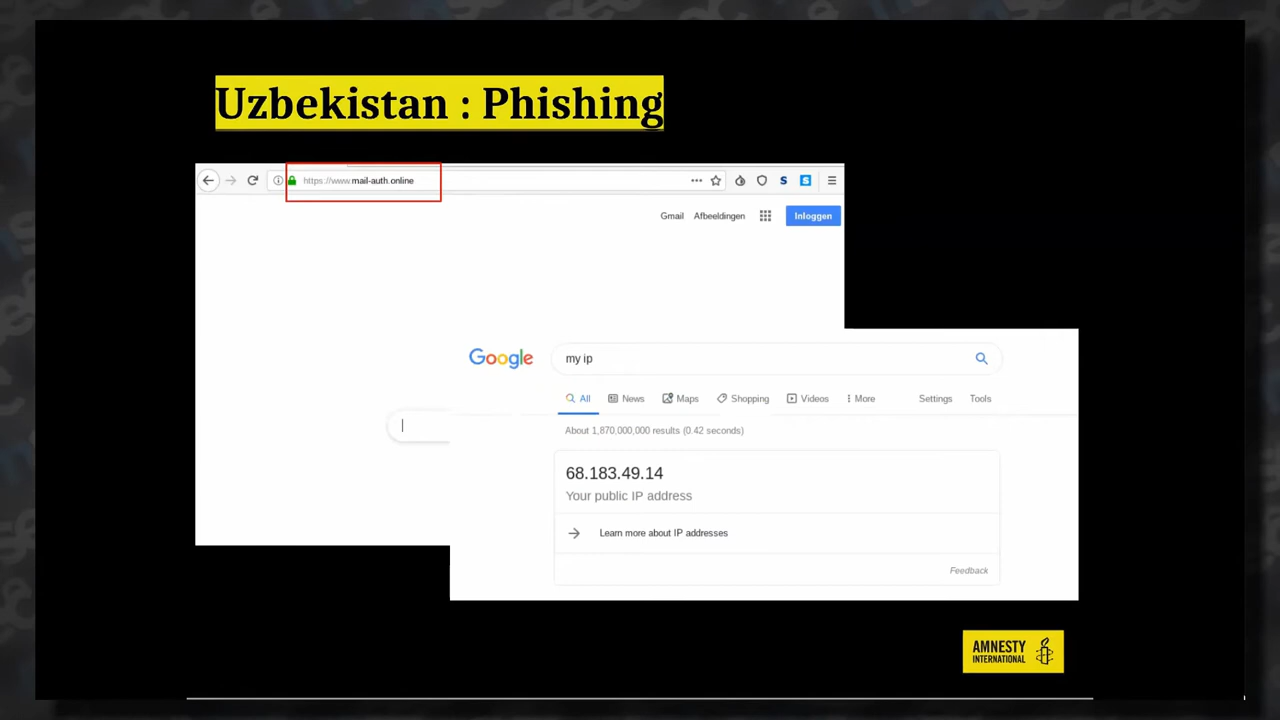 Uzbekistan : Phishing
https://www.mail-auth.online
Gmail Afbeeldingen Inloggen
Google my ip
All News Maps Shopping Videos More Settings Tools
About 1,870,000,000 results (0.42 seconds)
68.183.49.14
Your public IP address
Learn more about IP addresses
Feedback
AMNESTY
INTERNATIONAL